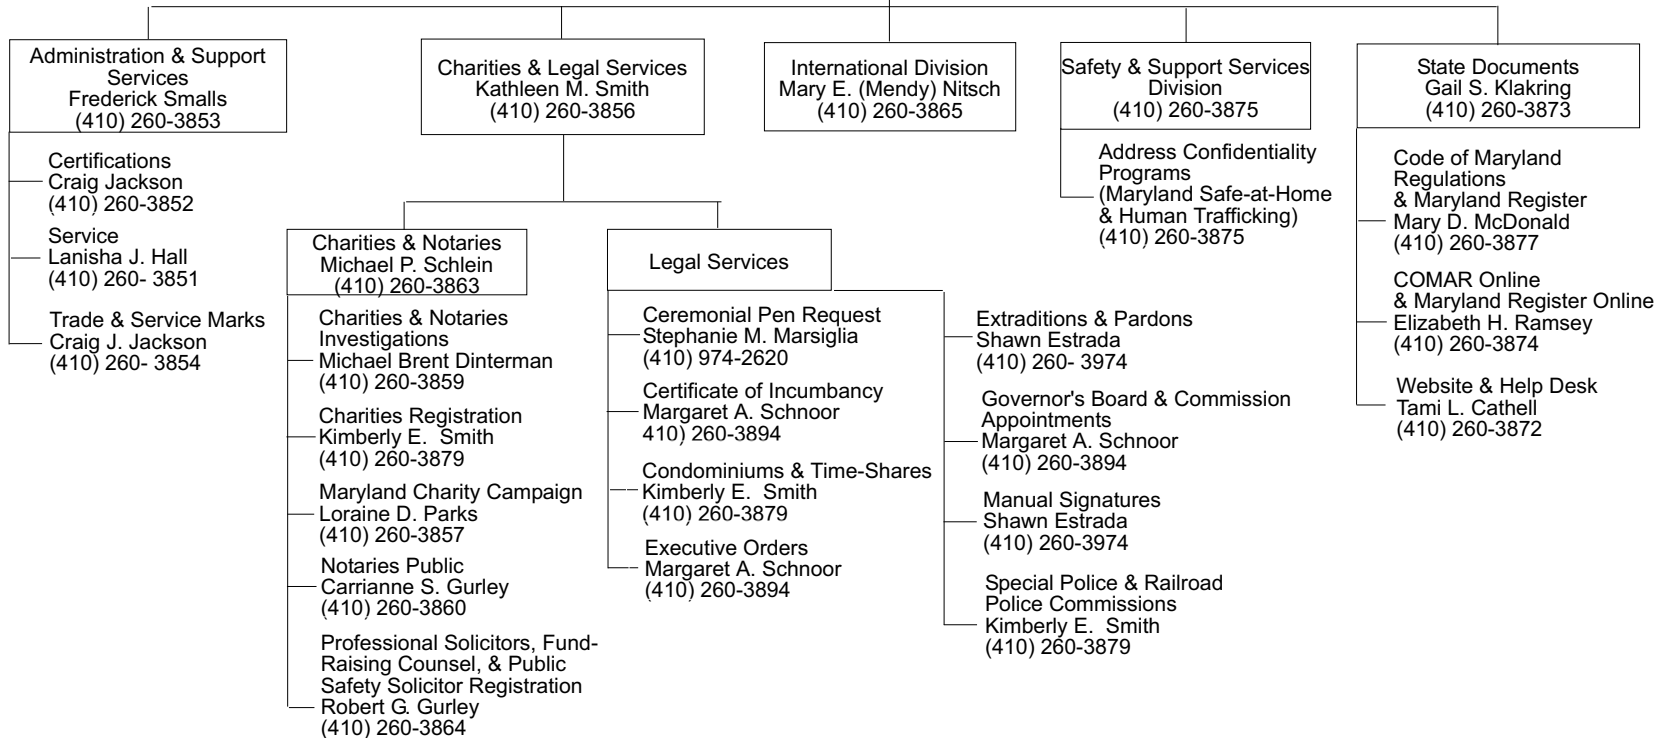 Administration & Support
Services
Frederick Smalls
(410) 260-3853
Certifications
Craig Jackson
(410) 260-3852
Service
Lanisha J. Hall
(410) 260- 3851
Trade & Service Marks
Craig J. Jackson
(410) 260- 3854
Charities & Legal Services
Kathleen M. Smith
(410) 260-3856
Charities & Notaries
Michael P. Schlein
(410) 260-3863
Charities & Notaries
Investigations
Michael Brent Dinterman
(410) 260-3859
Charities Registration
Kimberly E.  Smith
(410) 260-3879
Maryland Charity Campaign
Loraine D. Parks
(410) 260-3857
Notaries Public
Carrianne S. Gurley
(410) 260-3860
Professional Solicitors, Fund-
Raising Counsel, & Public
Safety Solicitor Registration
Robert G. Gurley
(410) 260-3864
Legal Services
Ceremonial Pen Request
Stephanie M. Marsiglia
(410) 974-2620
Certificate of Incumbancy
Margaret A. Schnoor
410) 260-3894
Condominiums & Time-Shares
Kimberly E.  Smith
(410) 260-3879
Executive Orders
Margaret A. Schnoor
(410) 260-3894
Extraditions & Pardons
Shawn Estrada
(410) 260- 3974
Governor's Board & Commission
Appointments
Margaret A. Schnoor
(410) 260-3894
Manual Signatures
Shawn Estrada
(410) 260-3974
Special Police & Railroad
Police Commissions
Kimberly E.  Smith
(410) 260-3879
International Division
Mary E. (Mendy) Nitsch
(410) 260-3865
Safety & Support Services
Division
(410) 260-3875
Address Confidentiality
Programs
(Maryland Safe-at-Home
& Human Trafficking)
(410) 260-3875
State Documents
Gail S. Klakring
(410) 260-3873
Code of Maryland
Regulations
& Maryland Register
Mary D. McDonald
(410) 260-3877
COMAR Online
& Maryland Register Online
Elizabeth H. Ramsey
(410) 260-3874
Website & Help Desk
Tami L. Cathell
(410) 260-3872